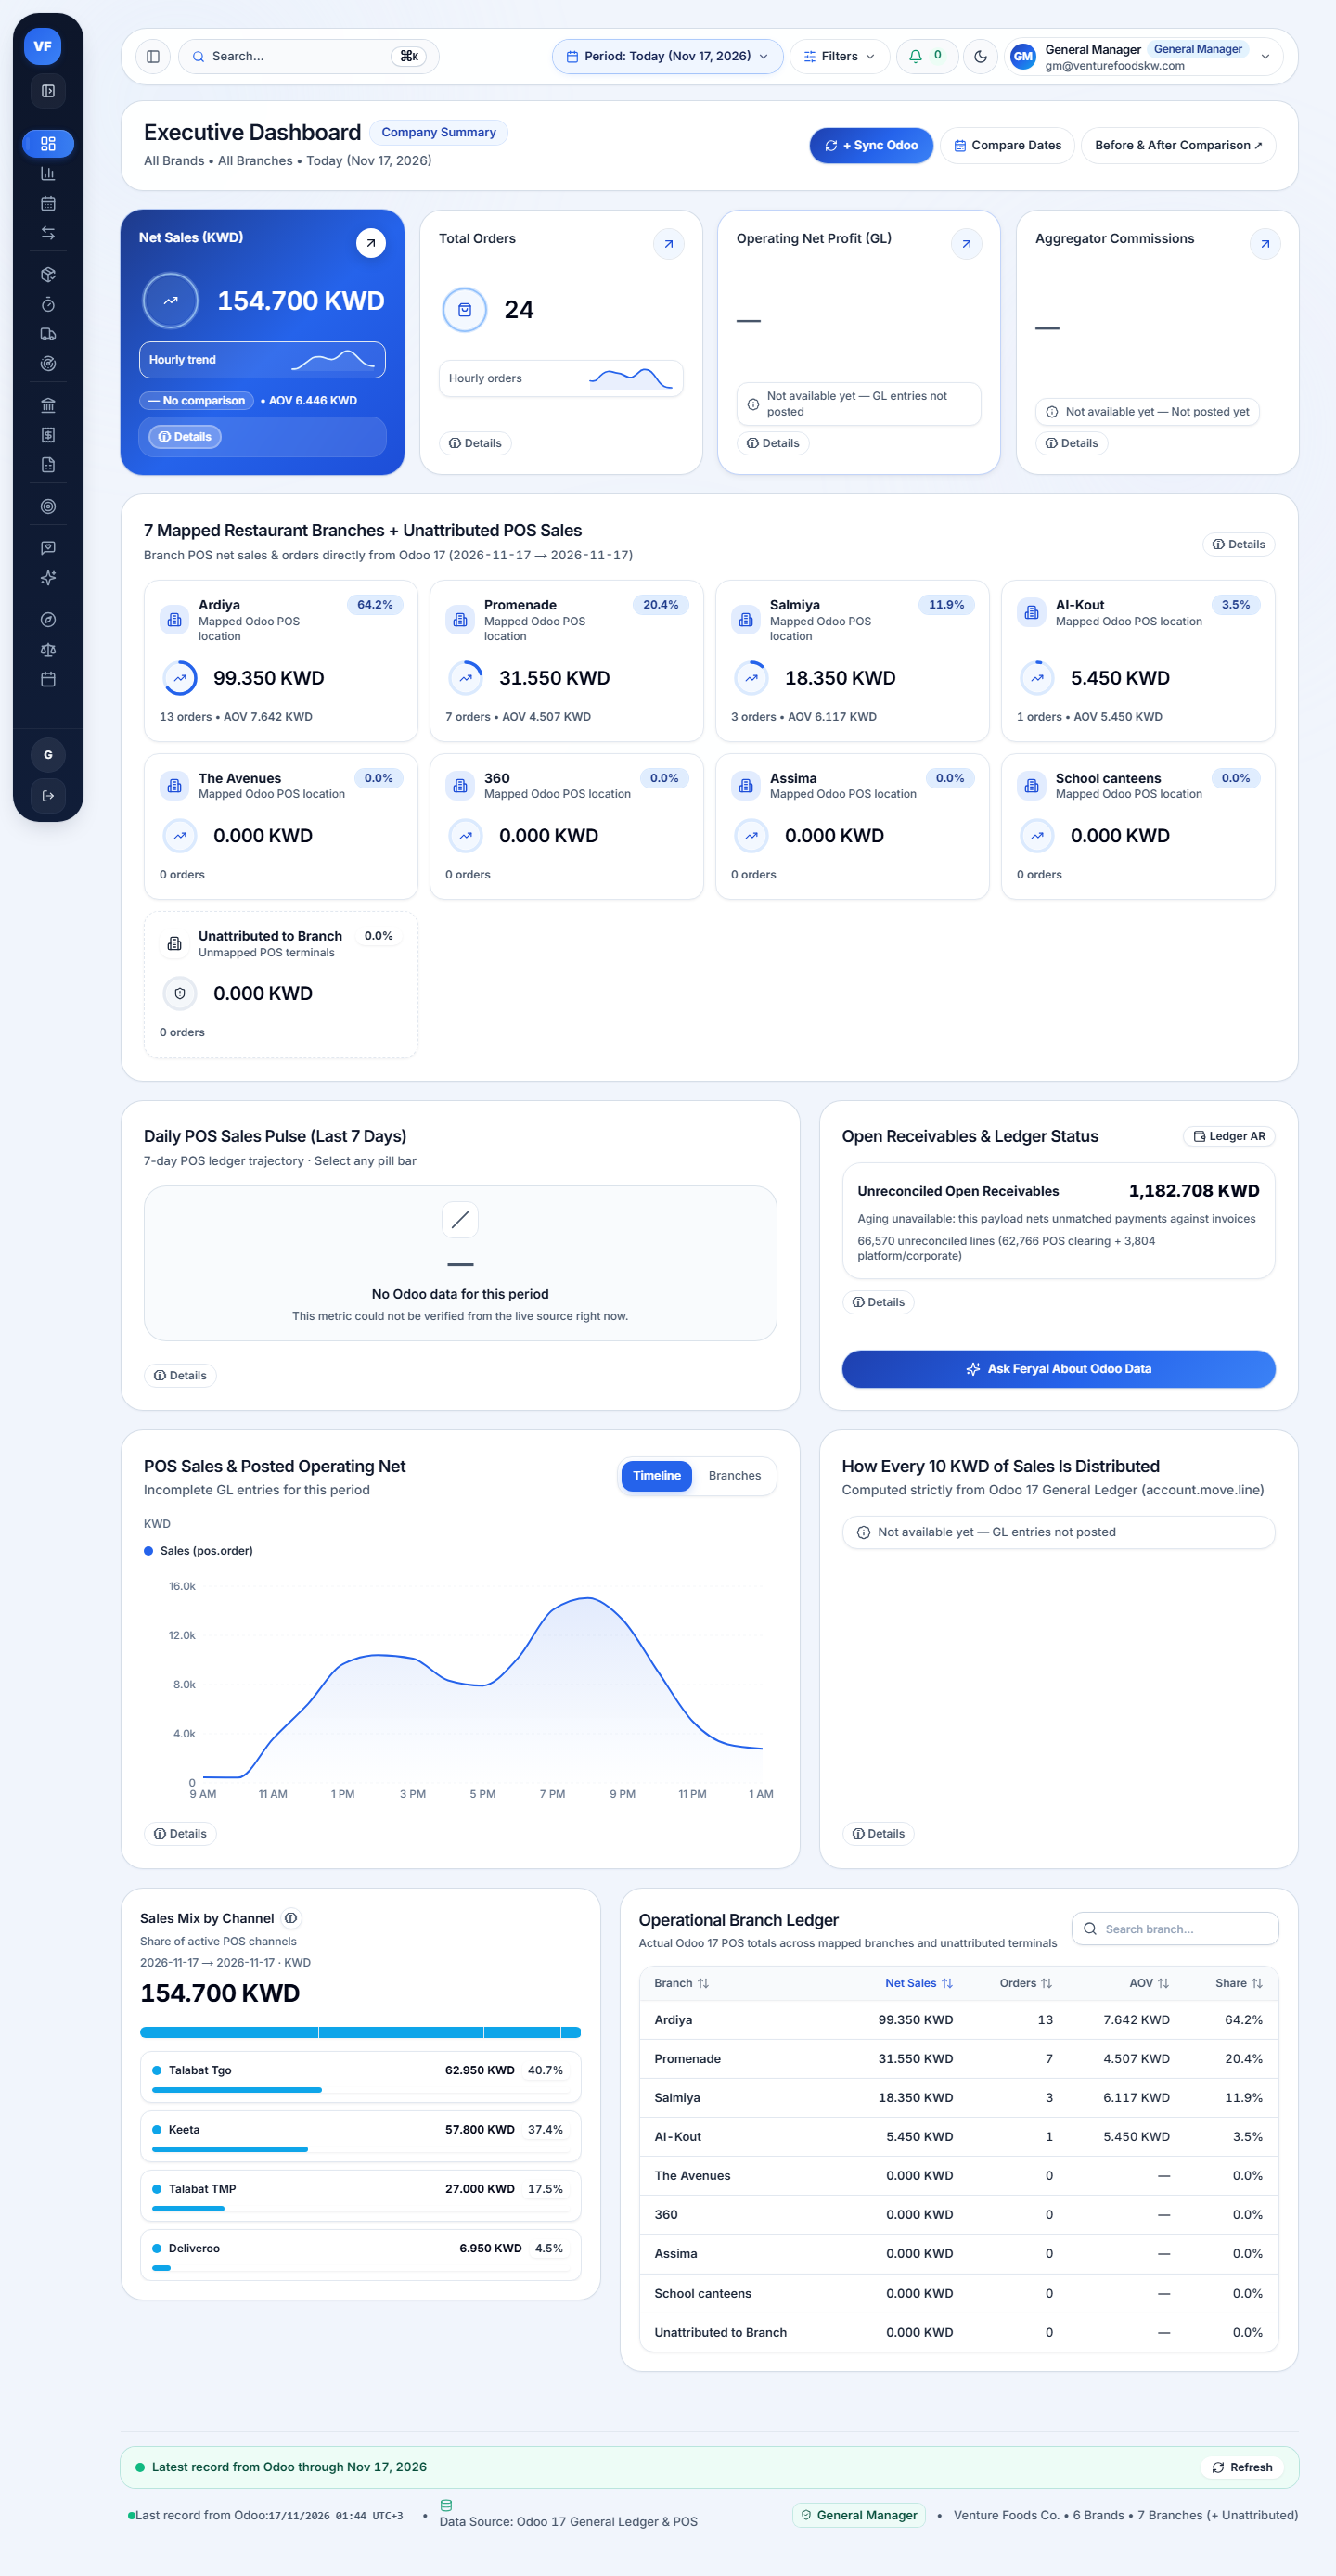 VF
Search...
⌘K
Period: Today (Nov 17, 2026)
Filters
0
GM
General Manager
General Manager
gm@venturefoodskw.com
Executive Dashboard
Company Summary
All Brands • All Branches • Today (Nov 17, 2026)
+ Sync Odoo
Compare Dates
Before & After Comparison ↗
Net Sales (KWD)
154.700 KWD
Hourly trend
— No comparison
• AOV 6.446 KWD
Details
Total Orders
24
Hourly orders
Details
Operating Net Profit (GL)
—
Not available yet — GL entries not
posted
Details
Aggregator Commissions
—
Not available yet — Not posted yet
Details
7 Mapped Restaurant Branches + Unattributed POS Sales
Branch POS net sales & orders directly from Odoo 17 (2026-11-17 → 2026-11-17)
Details
Ardiya
64.2%
Mapped Odoo POS
location
99.350 KWD
13 orders • AOV 7.642 KWD
Promenade
20.4%
Mapped Odoo POS
location
31.550 KWD
7 orders • AOV 4.507 KWD
Salmiya
11.9%
Mapped Odoo POS
location
18.350 KWD
3 orders • AOV 6.117 KWD
Al-Kout
3.5%
Mapped Odoo POS location
5.450 KWD
1 orders • AOV 5.450 KWD
The Avenues
0.0%
Mapped Odoo POS location
0.000 KWD
0 orders
360
0.0%
Mapped Odoo POS location
0.000 KWD
0 orders
Assima
0.0%
Mapped Odoo POS location
0.000 KWD
0 orders
School canteens
0.0%
Mapped Odoo POS location
0.000 KWD
0 orders
G
Unattributed to Branch
0.0%
Unmapped POS terminals
0.000 KWD
0 orders
Daily POS Sales Pulse (Last 7 Days)
7-day POS ledger trajectory · Select any pill bar
—
No Odoo data for this period
This metric could not be verified from the live source right now.
Details
Open Receivables & Ledger Status
Ledger AR
Unreconciled Open Receivables
1,182.708 KWD
Aging unavailable: this payload nets unmatched payments against invoices
66,570 unreconciled lines (62,766 POS clearing + 3,804
platform/corporate)
Details
Ask Feryal About Odoo Data
POS Sales & Posted Operating Net
Incomplete GL entries for this period
Timeline
Branches
KWD
Sales (pos.order)
16.0k
12.0k
8.0k
4.0k
0
9 AM 11 AM 1 PM 3 PM 5 PM 7 PM 9 PM 11 PM 1 AM
Details
How Every 10 KWD of Sales Is Distributed
Computed strictly from Odoo 17 General Ledger (account.move.line)
Not available yet — GL entries not posted
Details
Sales Mix by Channel
Share of active POS channels
2026-11-17 → 2026-11-17 · KWD
154.700 KWD
Talabat Tgo 62.950 KWD 40.7%
Keeta 57.800 KWD 37.4%
Talabat TMP 27.000 KWD 17.5%
Deliveroo 6.950 KWD 4.5%
Operational Branch Ledger
Actual Odoo 17 POS totals across mapped branches and unattributed terminals
Search branch...
Branch Net Sales Orders AOV Share
Ardiya 99.350 KWD 13 7.642 KWD 64.2%
Promenade 31.550 KWD 7 4.507 KWD 20.4%
Salmiya 18.350 KWD 3 6.117 KWD 11.9%
Al-Kout 5.450 KWD 1 5.450 KWD 3.5%
The Avenues 0.000 KWD 0 — 0.0%
360 0.000 KWD 0 — 0.0%
Assima 0.000 KWD 0 — 0.0%
School canteens 0.000 KWD 0 — 0.0%
Unattributed to Branch 0.000 KWD 0 — 0.0%
Latest record from Odoo through Nov 17, 2026
Refresh
Last record from Odoo:17/11/2026 01:44 UTC+3
•
Data Source: Odoo 17 General Ledger & POS
General Manager
• Venture Foods Co. • 6 Brands • 7 Branches (+ Unattributed)